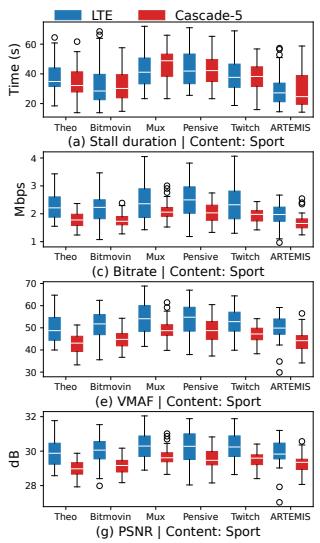 LTE Cascade-5
Time (s)
60
40
20
Theo Bitmovin Mux Pensive Twitch ARTEMIS
(a) Stall duration | Content: Sport
Mbps
4
3
2
1
Theo Bitmovin Mux Pensive Twitch ARTEMIS
(c) Bitrate | Content: Sport
70
60
50
40
30
Theo Bitmovin Mux Pensive Twitch ARTEMIS
(e) VMAF | Content: Sport
dB
32
30
28
Theo Bitmovin Mux Pensive Twitch ARTEMIS
(g) PSNR | Content: Sport